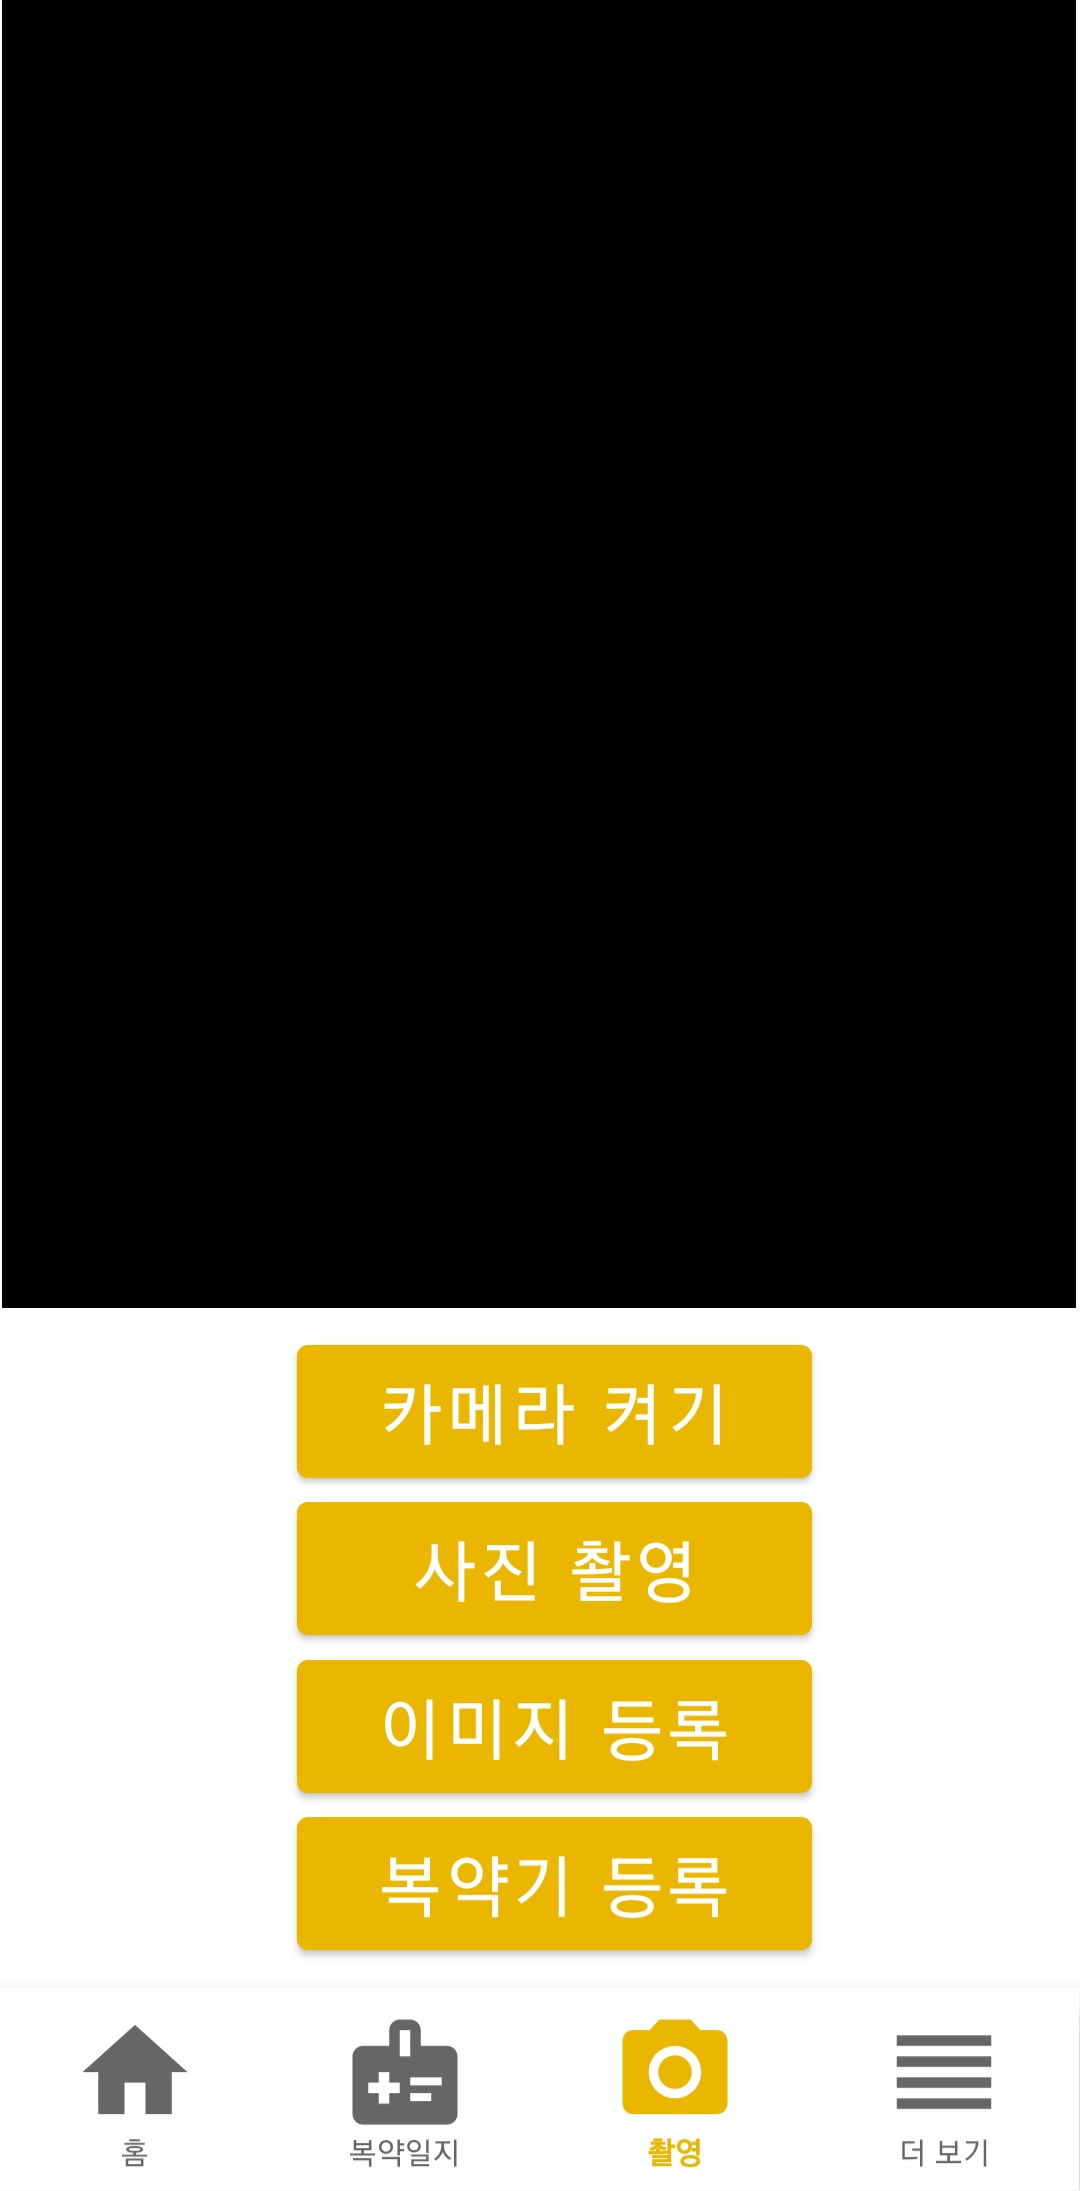 카메라 켜기
사진 촬영
이미지 등록
복약기 등록
홈 복약일지 촬영 더 보기